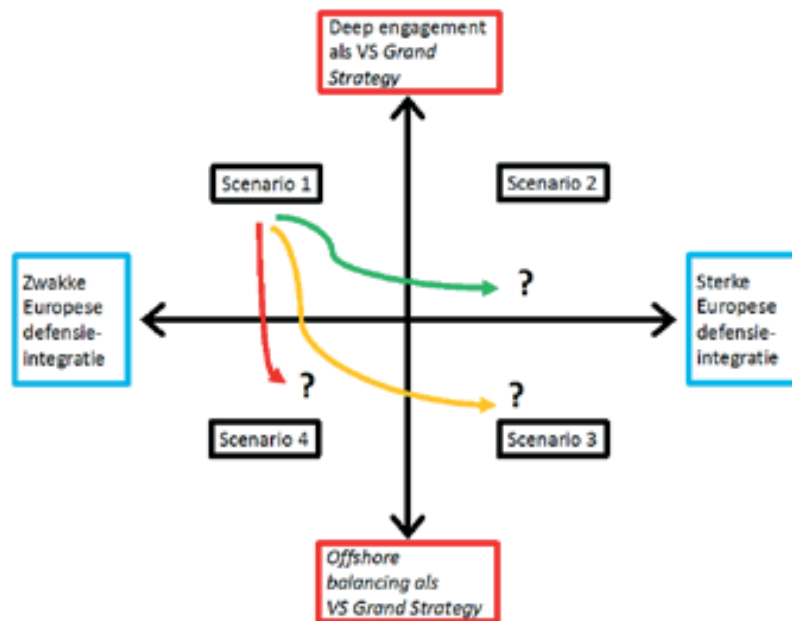 Deep engagement
als VS Grand
Strategy
Scenario 1
Scenario 2
Zwakke
Europese
defensie-
integratie
?
Sterke
Europese
defensie-
integratie
?
?
Scenario 4
Scenario 3
Offshore
balancing als
VS Grand Strategy